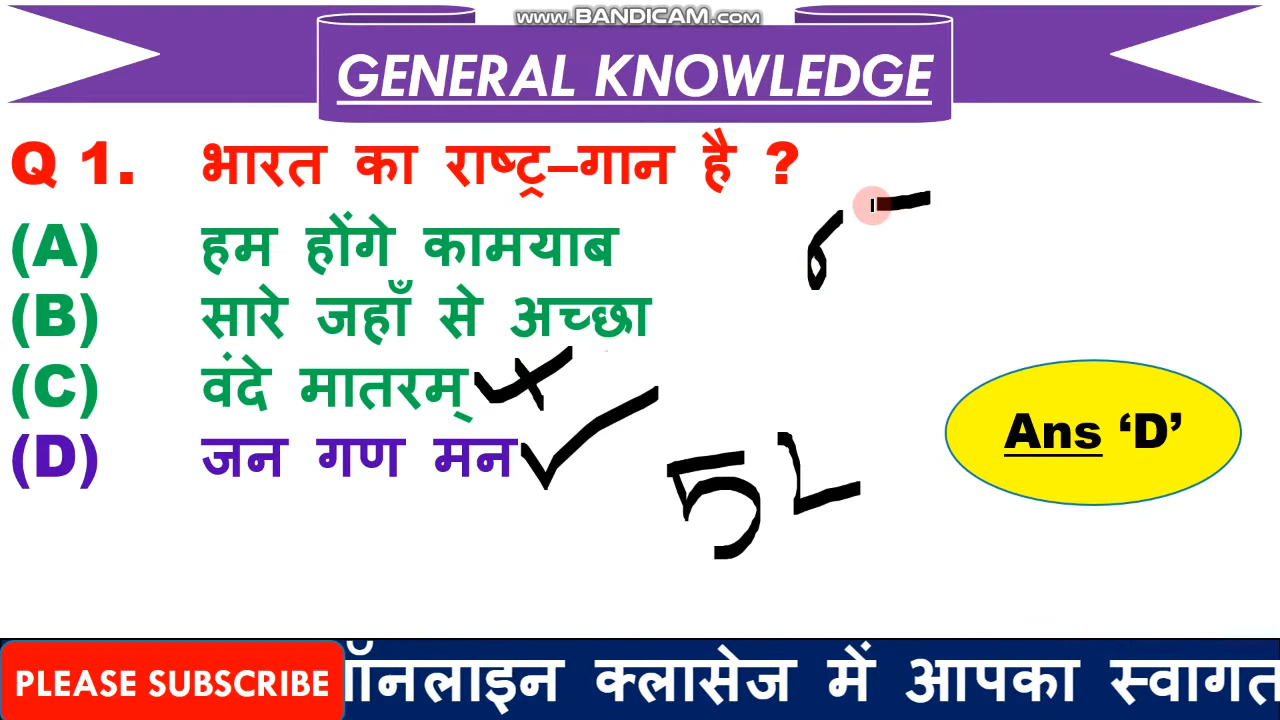 www.BANDICAM.com
GENERAL KNOWLEDGE
Q 1. भारत का राष्ट्र–गान है ?
(A) हम होंगे कामयाब
(B) सारे जहाँ से अच्छा
(C) वंदे मातरम्
(D) जन गण मन
52
Ans ‘D’
PLEASE SUBSCRIBE
ऑनलाइन क्लासेज में आपका स्वागत